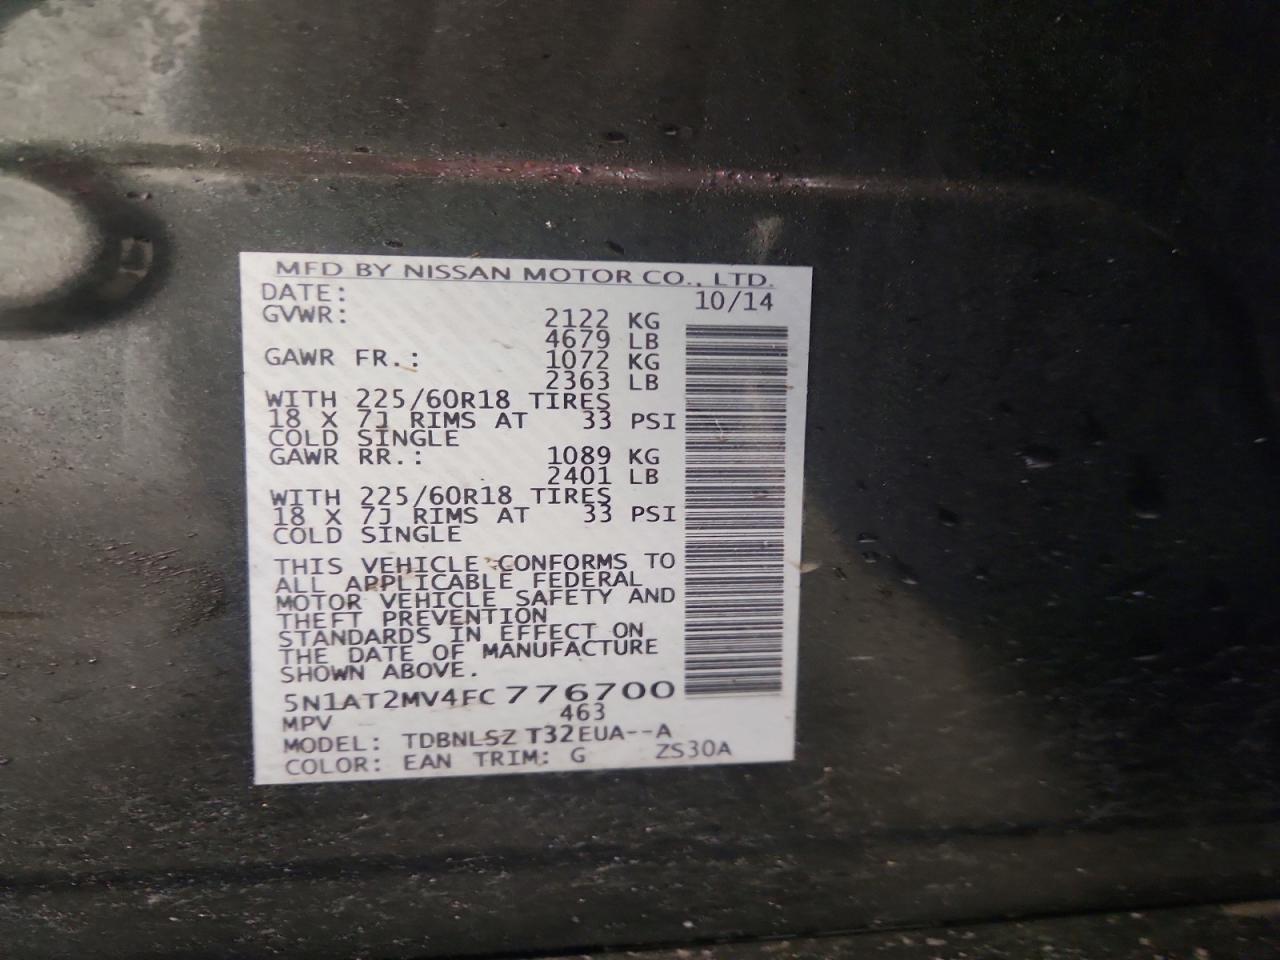 MFD BY NISSAN MOTOR CO., LTD.
DATE: 10/14
GVWR: 2122 KG
4679 LB
GAWR FR.: 1072 KG
2363 LB
WITH 225/60R18 TIRES
18 X 7J RIMS AT 33 PSI
COLD SINGLE
GAWR RR.: 1089 KG
2401 LB
WITH 225/60R18 TIRES
18 X 7J RIMS AT 33 PSI
COLD SINGLE
THIS VEHICLE CONFORMS TO
ALL APPLICABLE FEDERAL
MOTOR VEHICLE SAFETY AND
THEFT PREVENTION
STANDARDS IN EFFECT ON
THE DATE OF MANUFACTURE
SHOWN ABOVE.
5N1AT2MV4FC776700
MPV 463
MODEL: TDBNLSZ T32EUA--A
COLOR: EAN TRIM: G ZS30A